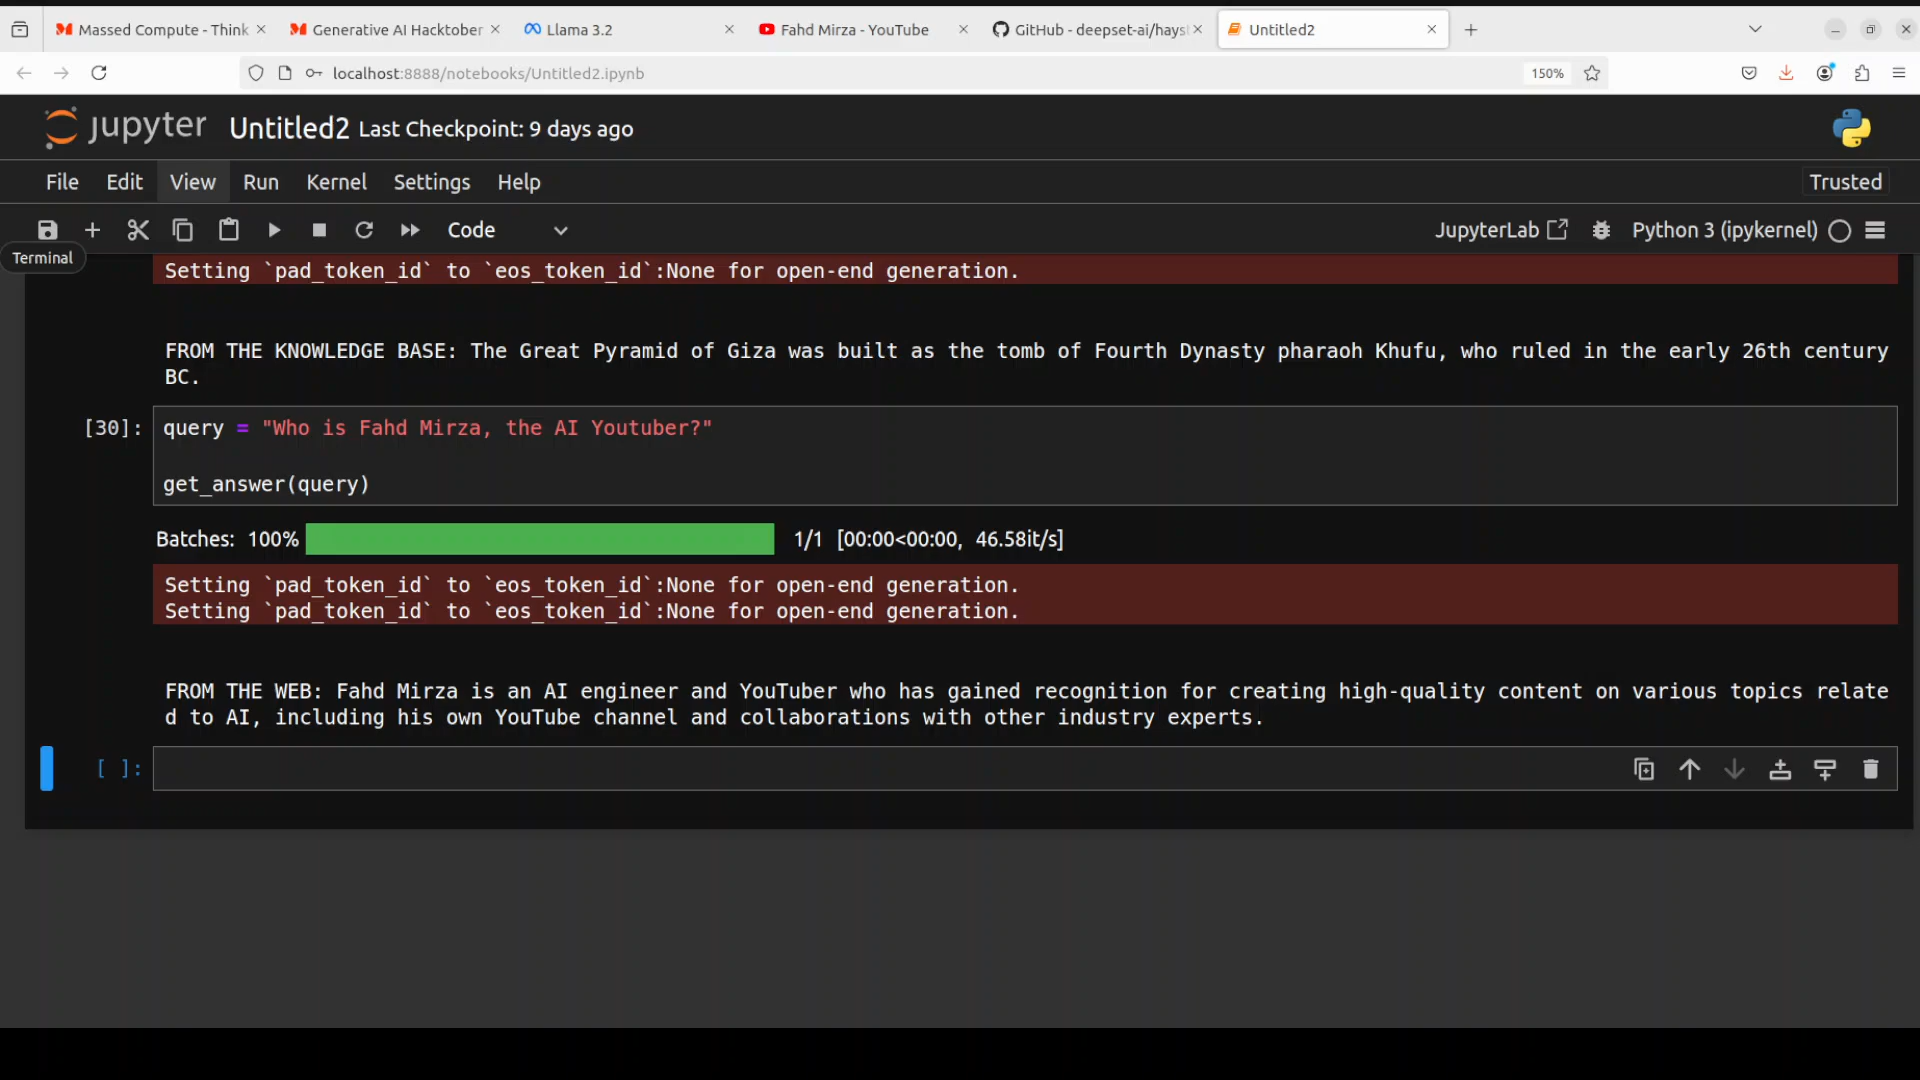 Massed Compute - Think
Generative AI Hacktober
Llama 3.2
Fahd Mirza - YouTube
GitHub - deepset-ai/hays
Untitled2
localhost:8888/notebooks/Untitled2.ipynb
150%
jupyter Untitled2 Last Checkpoint: 9 days ago
File Edit View Run Kernel Settings Help
Trusted
Code
JupyterLab
Python 3 (ipykernel)
Terminal
Setting `pad_token_id` to `eos_token_id`:None for open-end generation.
FROM THE KNOWLEDGE BASE: The Great Pyramid of Giza was built as the tomb of Fourth Dynasty pharaoh Khufu, who ruled in the early 26th century
BC.
[30]: query = "Who is Fahd Mirza, the AI Youtuber?"
get_answer(query)
Batches: 100% 1/1 [00:00<00:00, 46.58it/s]
Setting `pad_token_id` to `eos_token_id`:None for open-end generation.
Setting `pad_token_id` to `eos_token_id`:None for open-end generation.
FROM THE WEB: Fahd Mirza is an AI engineer and YouTuber who has gained recognition for creating high-quality content on various topics relate
d to AI, including his own YouTube channel and collaborations with other industry experts.
[ ]: